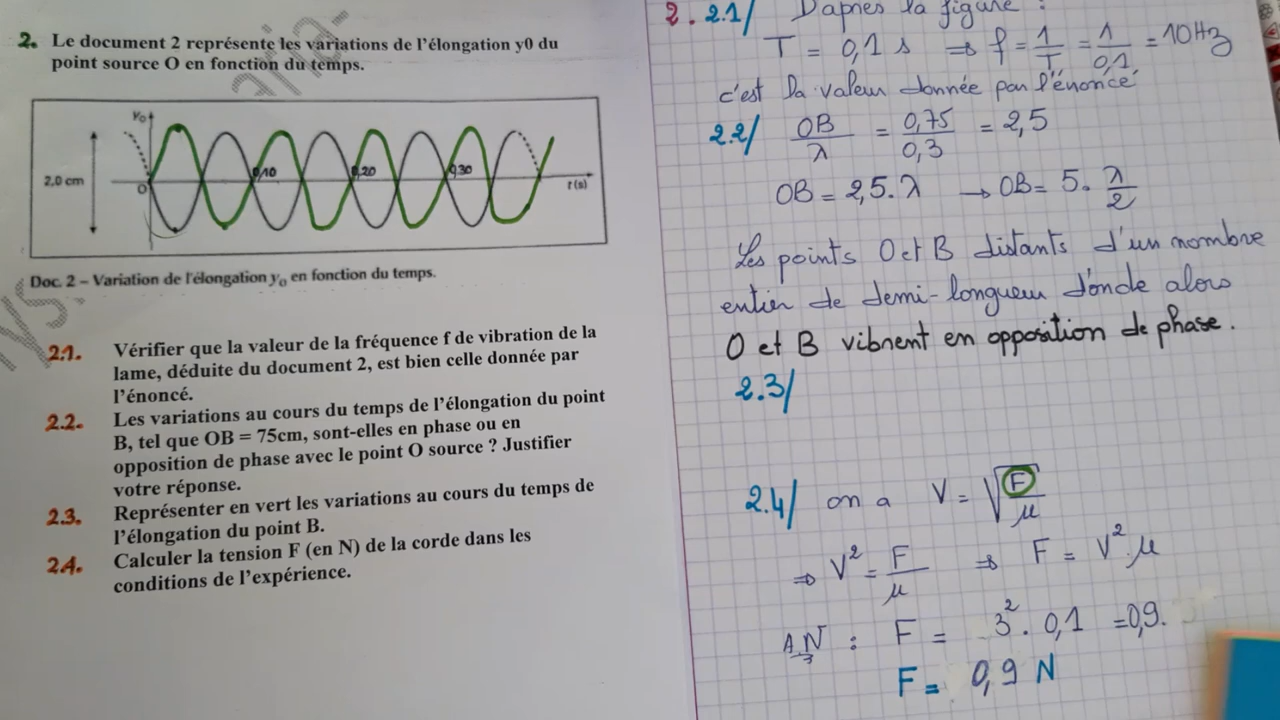 2. Le document 2 représente les variations de l'élongation y0 du
point source O en fonction du temps.
y₀
2,0 cm
O
0,10
0,20
0,30
t(s)
Doc. 2 – Variation de l'élongation y₀ en fonction du temps.
2.1. Vérifier que la valeur de la fréquence f de vibration de la
lame, déduite du document 2, est bien celle donnée par
l'énoncé.
2.2. Les variations au cours du temps de l'élongation du point
B, tel que OB = 75cm, sont-elles en phase ou en
opposition de phase avec le point O source ? Justifier
votre réponse.
2.3. Représenter en vert les variations au cours du temps de
l'élongation du point B.
2.4. Calculer la tension F (en N) de la corde dans les
conditions de l'expérience.
2. 2.1/ D'apres la figure :
T = 0,1 s ⇒ f = 1/T = 1/0,1 = 10Hz
c'est la valeur donnée par l'énoncé
2.2/ OB/λ = 0,75/0,3 = 2,5
OB = 2,5.λ → OB = 5. λ/2
Les points O et B distants d'un nombre
entier de demi-longueur d'onde alors
O et B vibrent en opposition de phase.
2.3/
2.4/ on a V = √(F/μ)
⇒ V² = F/μ ⇒ F = V².μ
A.N : F = 3². 0,1 = 0,9.
F = 0,9 N